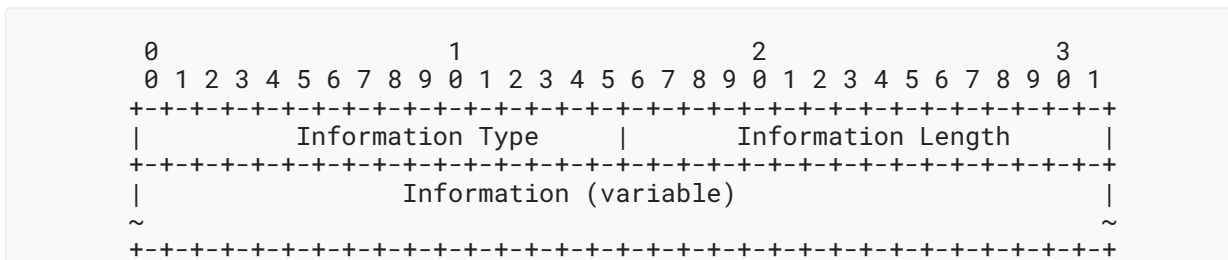 0                   1                   2                   3
 0 1 2 3 4 5 6 7 8 9 0 1 2 3 4 5 6 7 8 9 0 1 2 3 4 5 6 7 8 9 0 1
+-+-+-+-+-+-+-+-+-+-+-+-+-+-+-+-+-+-+-+-+-+-+-+-+-+-+-+-+-+-+-+-+
|          Information Type     |       Information Length      |
+-+-+-+-+-+-+-+-+-+-+-+-+-+-+-+-+-+-+-+-+-+-+-+-+-+-+-+-+-+-+-+-+
|                 Information (variable)                        |
~                                                               ~
+-+-+-+-+-+-+-+-+-+-+-+-+-+-+-+-+-+-+-+-+-+-+-+-+-+-+-+-+-+-+-+-+